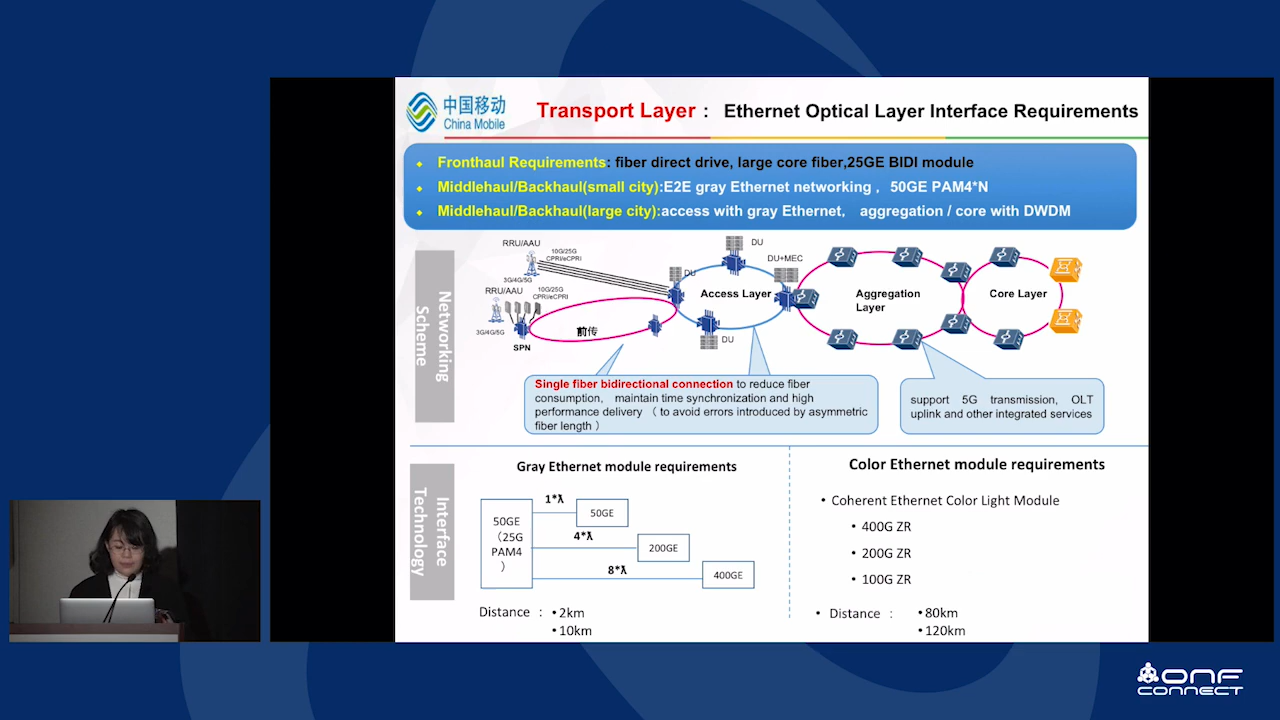 中国移动
China Mobile
Transport Layer： Ethernet Optical Layer Interface Requirements
Fronthaul Requirements: fiber direct drive, large core fiber,25GE BIDI module
Middlehaul/Backhaul(small city):E2E gray Ethernet networking， 50GE PAM4*N
Middlehaul/Backhaul(large city):access with gray Ethernet， aggregation / core with DWDM
Networking
Scheme
RRU/AAU
10G/25G
CPRI/eCPRI
3G/4G/5G
RRU/AAU
10G/25G
CPRI/eCPRI
3G/4G/5G
SPN
前传
DU
DU
DU+MEC
DU
Access Layer
Aggregation
Layer
Core Layer
Single fiber bidirectional connection to reduce fiber
consumption， maintain time synchronization and high
performance delivery （ to avoid errors introduced by asymmetric
fiber length ）
support 5G transmission, OLT
uplink and other integrated services
Interface
Technology
Gray Ethernet module requirements
50GE
（25G
PAM4
）
1*λ
50GE
4*λ
200GE
8*λ
400GE
Distance ： • 2km
• 10km
Color Ethernet module requirements
• Coherent Ethernet Color Light Module
• 400G ZR
• 200G ZR
• 100G ZR
• Distance ： • 80km
• 120km
ONF
CONNECT